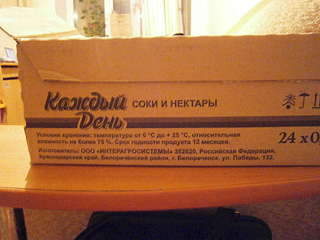 Каждый День СОКИ И НЕКТАРЫ
Условия хранения: температура от 0 °С до + 25 °С, относительная
влажность не более 75 %. Срок годности продукта 12 месяцев.
24 x 0,
Изготовитель: ООО «ИНТЕРАГРОСИСТЕМЫ» 352620, Российская Федерация,
Краснодарский край, Белореченский район, г. Белореченск, ул. Победы, 132.